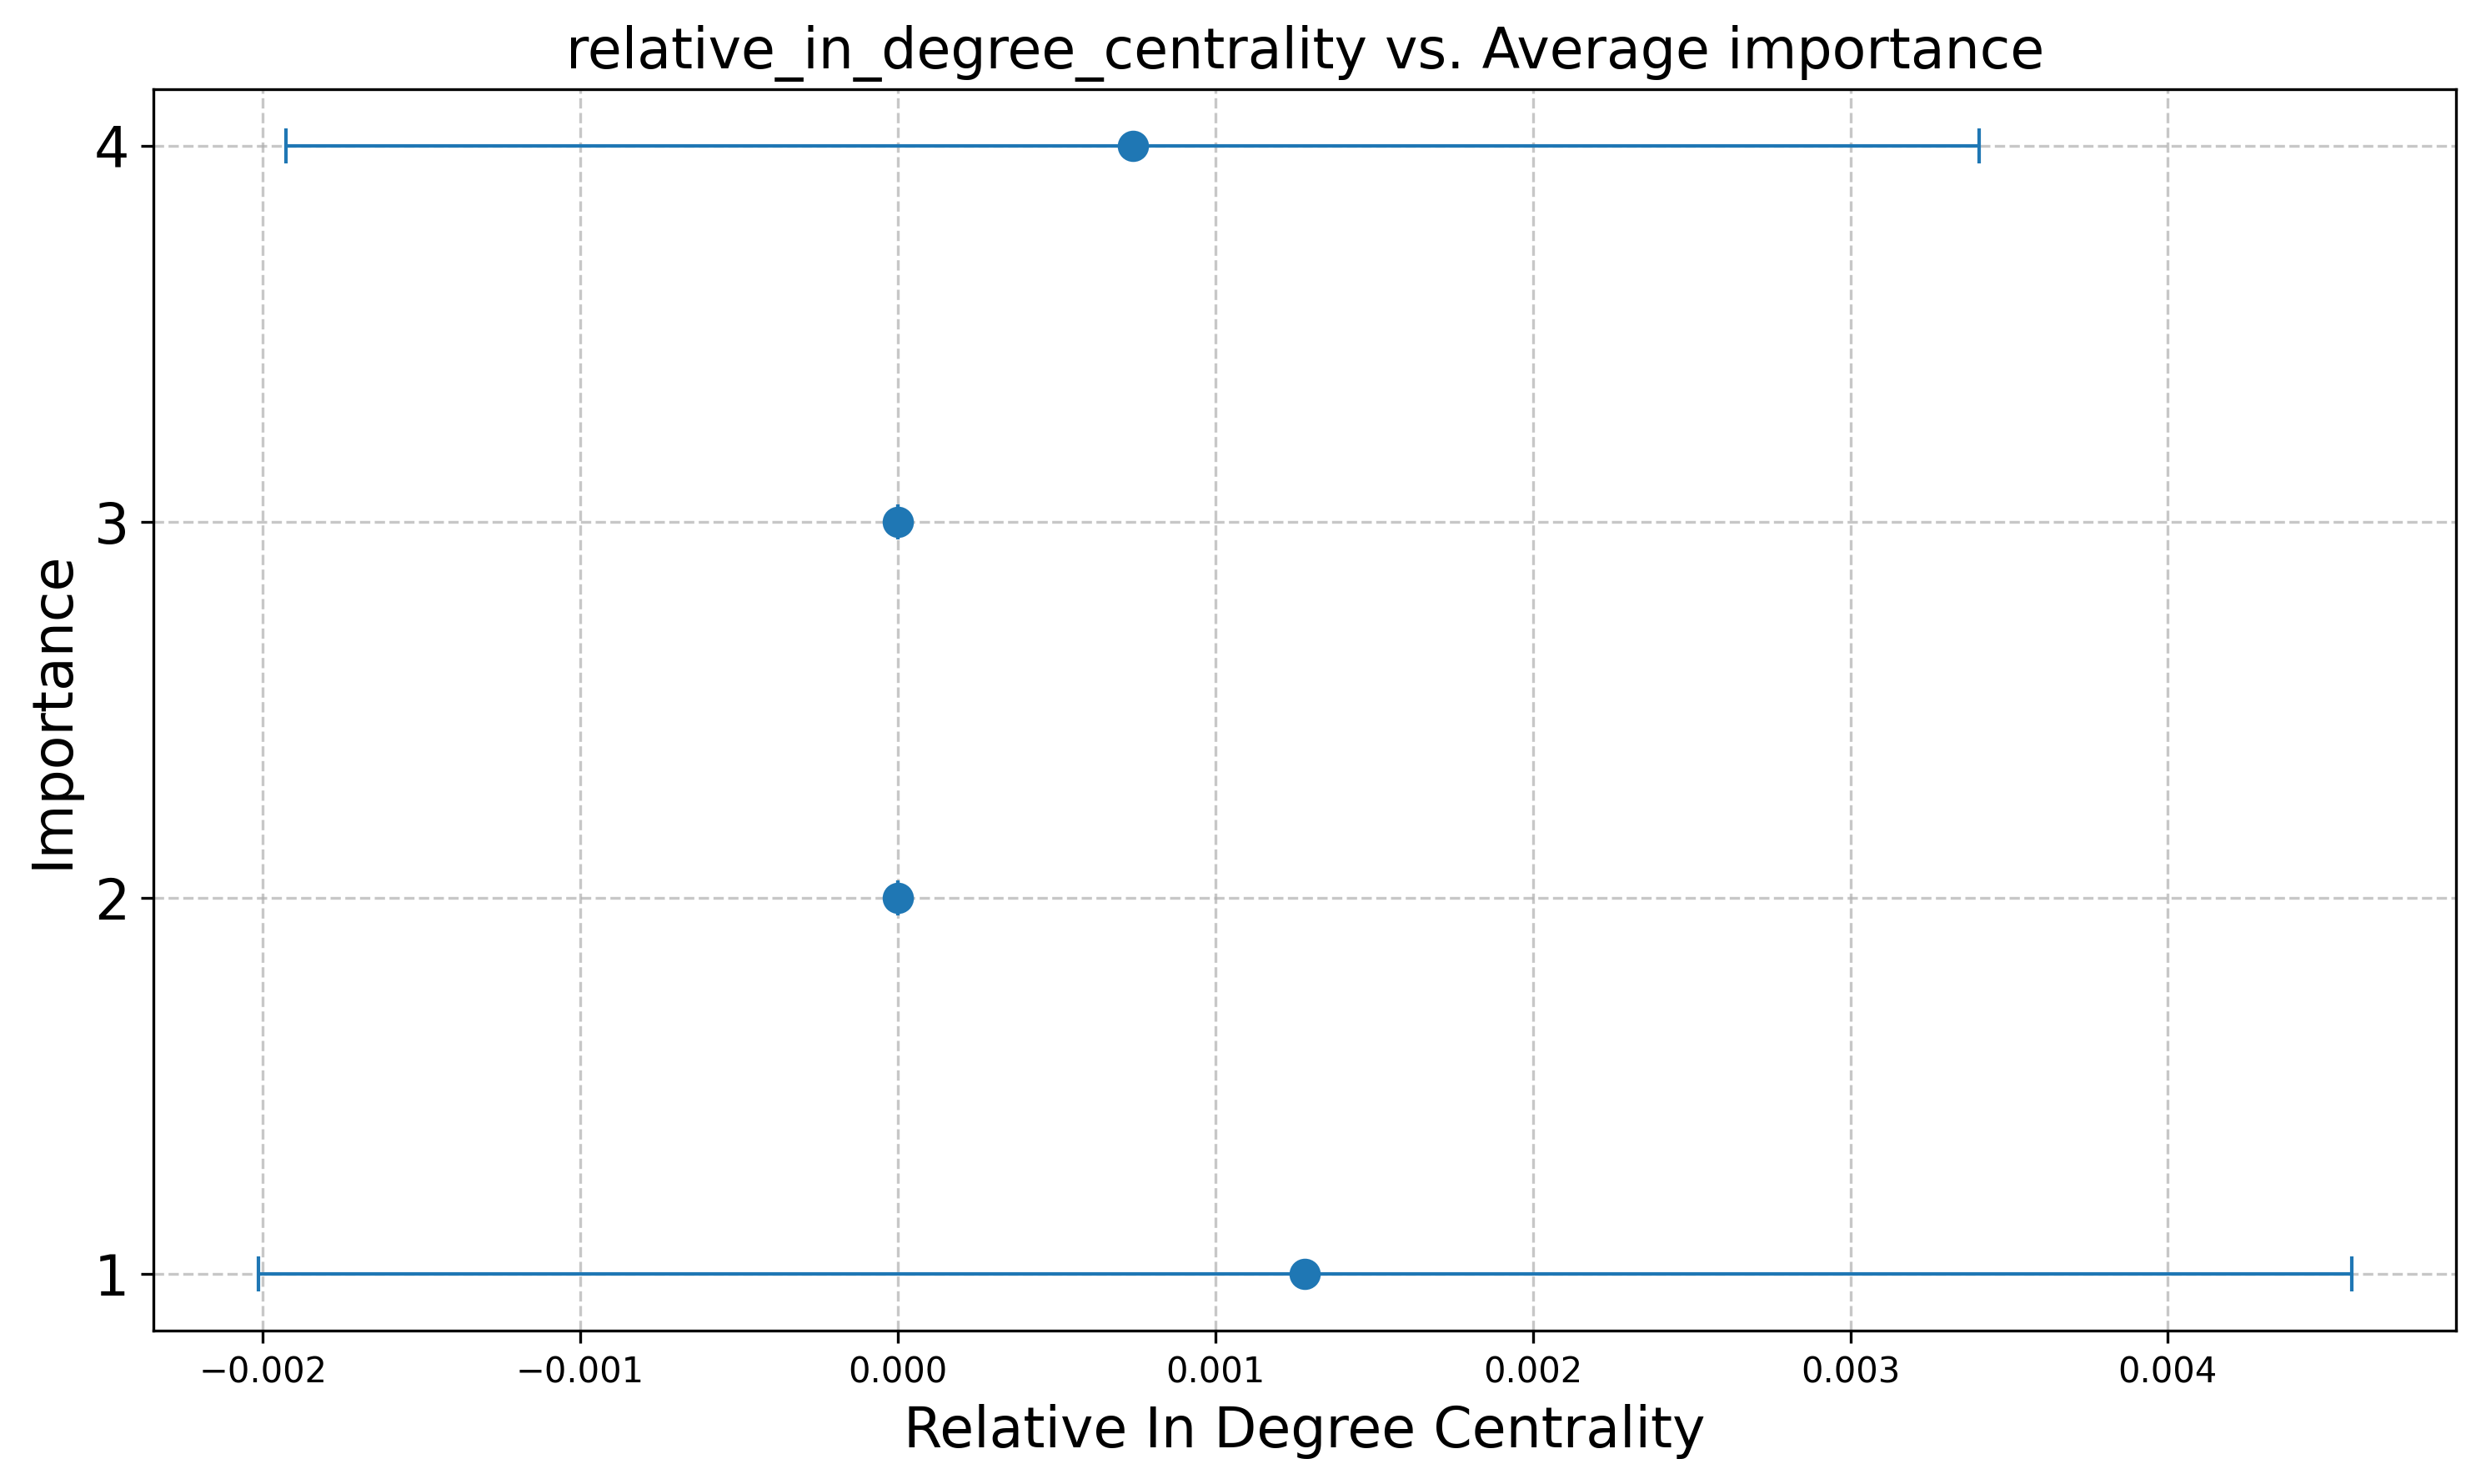 relative_in_degree_centrality vs. Average importance
4
3
2
1
Importance
−0.002 −0.001 0.000 0.001 0.002 0.003 0.004
Relative In Degree Centrality